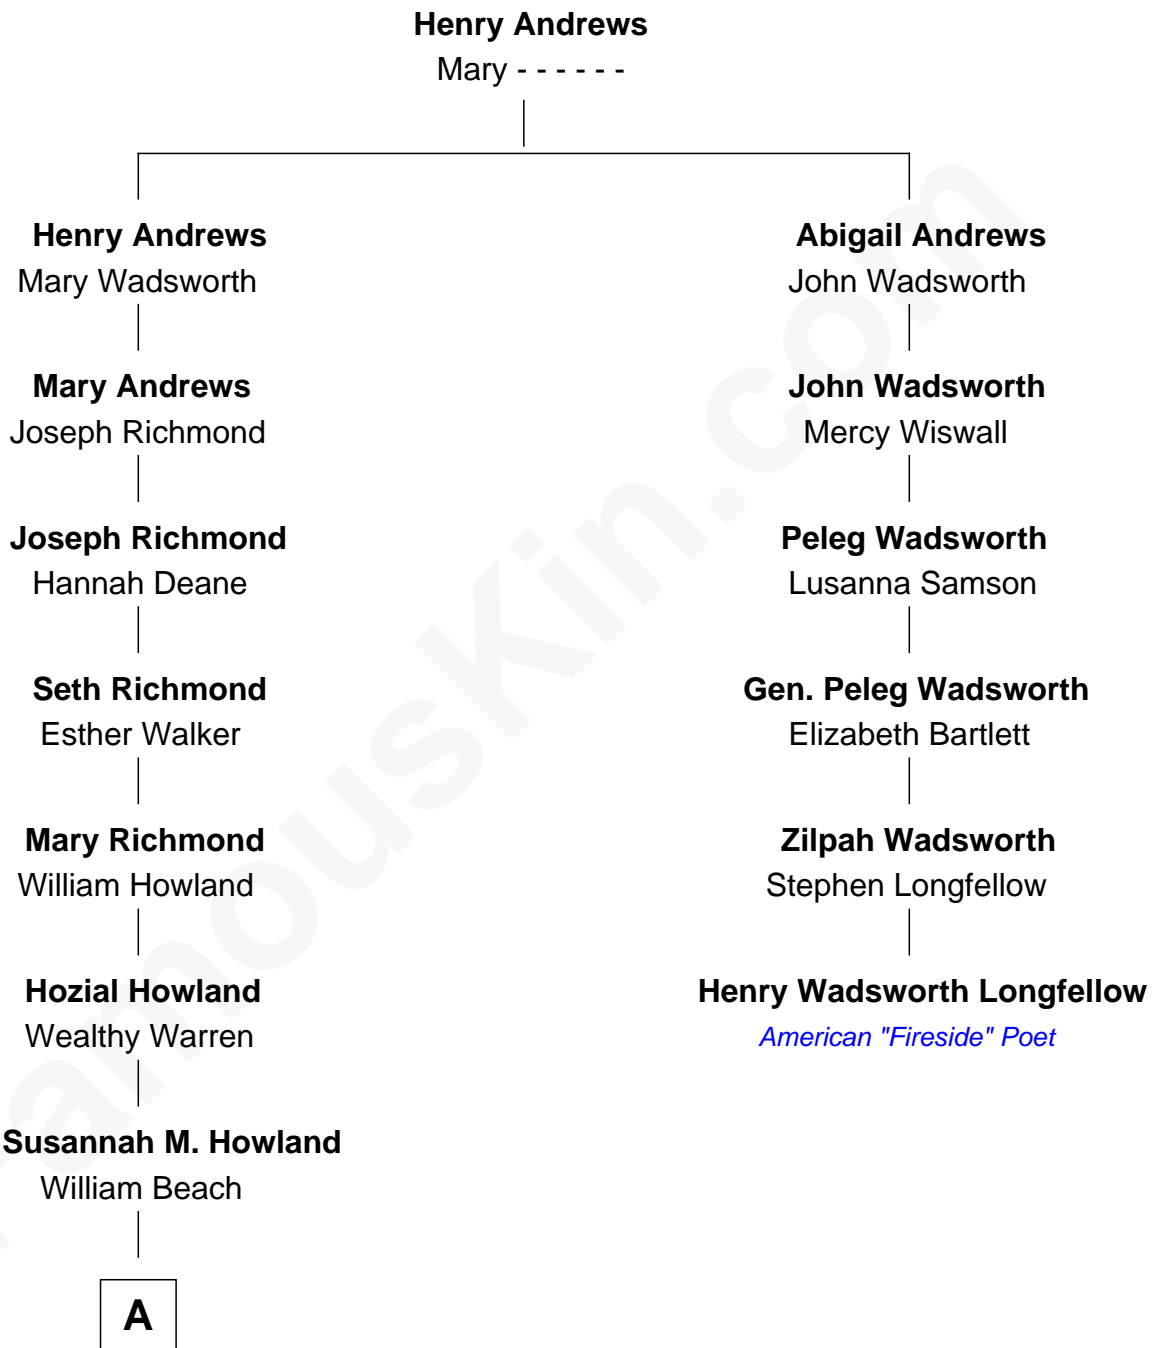 Henry Andrews
Mary - - - - - -
Henry Andrews
Mary Wadsworth
Abigail Andrews
John Wadsworth
Mary Andrews
Joseph Richmond
John Wadsworth
Mercy Wiswall
Joseph Richmond
Hannah Deane
Peleg Wadsworth
Lusanna Samson
Seth Richmond
Esther Walker
Gen. Peleg Wadsworth
Elizabeth Bartlett
Mary Richmond
William Howland
Zilpah Wadsworth
Stephen Longfellow
Hozial Howland
Wealthy Warren
Henry Wadsworth Longfellow
American "Fireside" Poet
Susannah M. Howland
William Beach
A
FamousKin.com